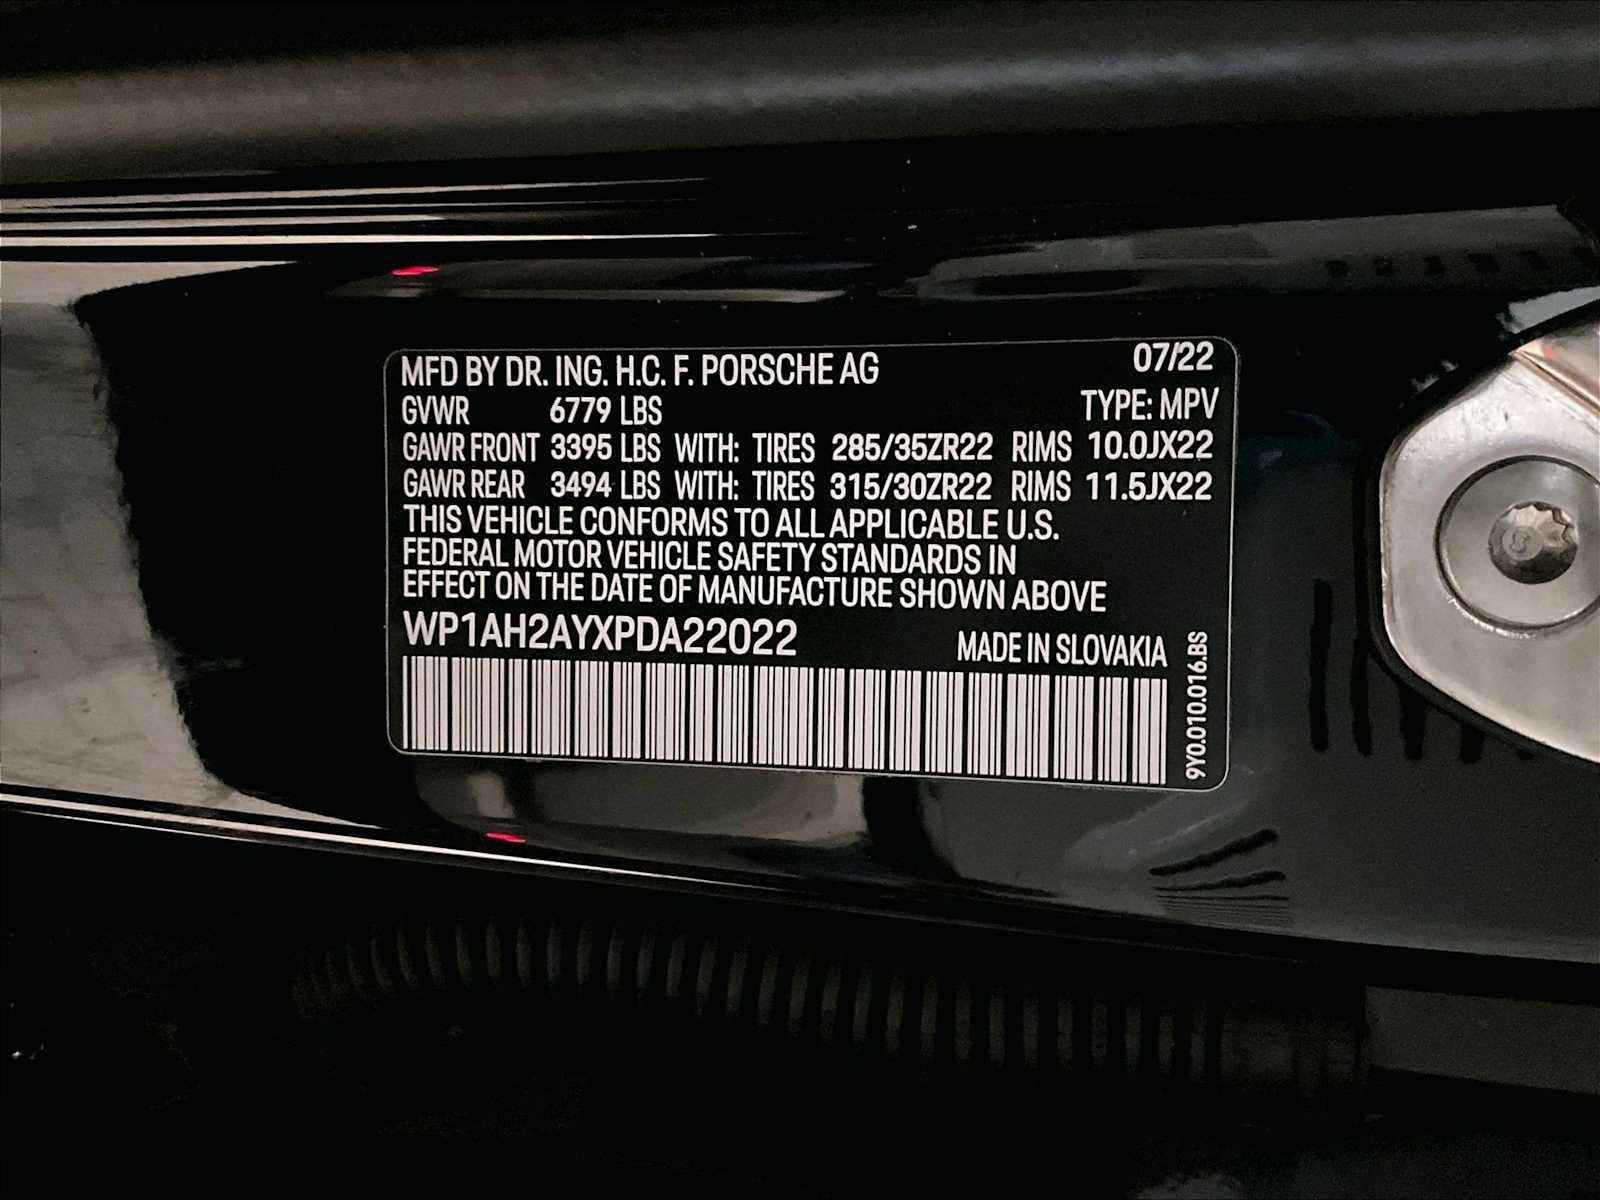 MFD BY DR. ING. H.C. F. PORSCHE AG 07/22
GVWR 6779 LBS TYPE: MPV
GAWR FRONT 3395 LBS WITH: TIRES 285/35ZR22 RIMS 10.0JX22
GAWR REAR 3494 LBS WITH: TIRES 315/30ZR22 RIMS 11.5JX22
THIS VEHICLE CONFORMS TO ALL APPLICABLE U.S.
FEDERAL MOTOR VEHICLE SAFETY STANDARDS IN
EFFECT ON THE DATE OF MANUFACTURE SHOWN ABOVE
WP1AH2AYXPDA22022 MADE IN SLOVAKIA
9Y0.010.016.BS